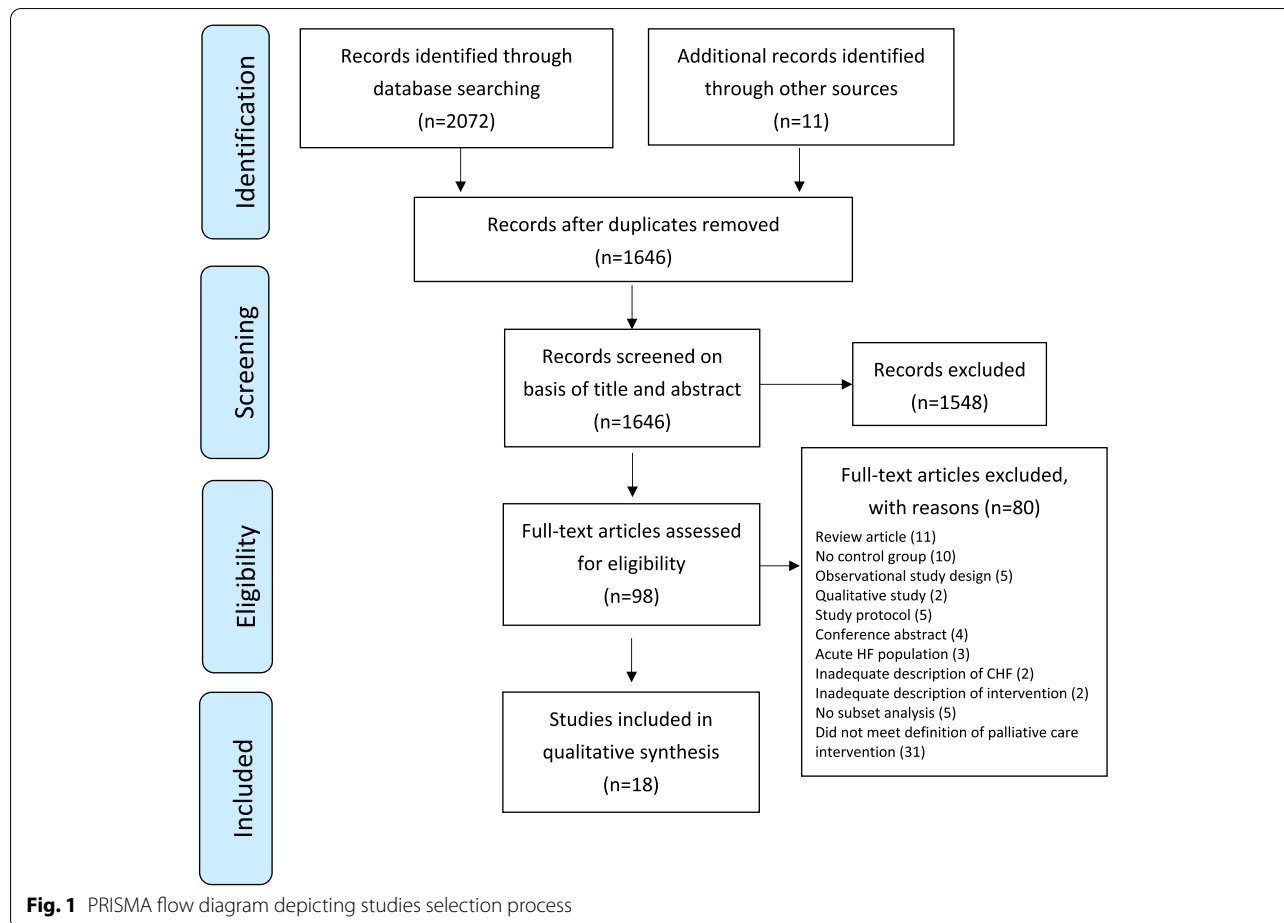 Identification
Records identified through
database searching
(n=2072)
Additional records identified
through other sources
(n=11)
Records after duplicates removed
(n=1646)
Screening
Records screened on
basis of title and abstract
(n=1646)
Records excluded
(n=1548)
Eligibility
Full-text articles assessed
for eligibility
(n=98)
Full-text articles excluded,
with reasons (n=80)
Review article (11)
No control group (10)
Observational study design (5)
Qualitative study (2)
Study protocol (5)
Conference abstract (4)
Acute HF population (3)
Inadequate description of CHF (2)
Inadequate description of intervention (2)
No subset analysis (5)
Did not meet definition of palliative care
intervention (31)
Included
Studies included in
qualitative synthesis
(n=18)
Fig. 1 PRISMA flow diagram depicting studies selection process